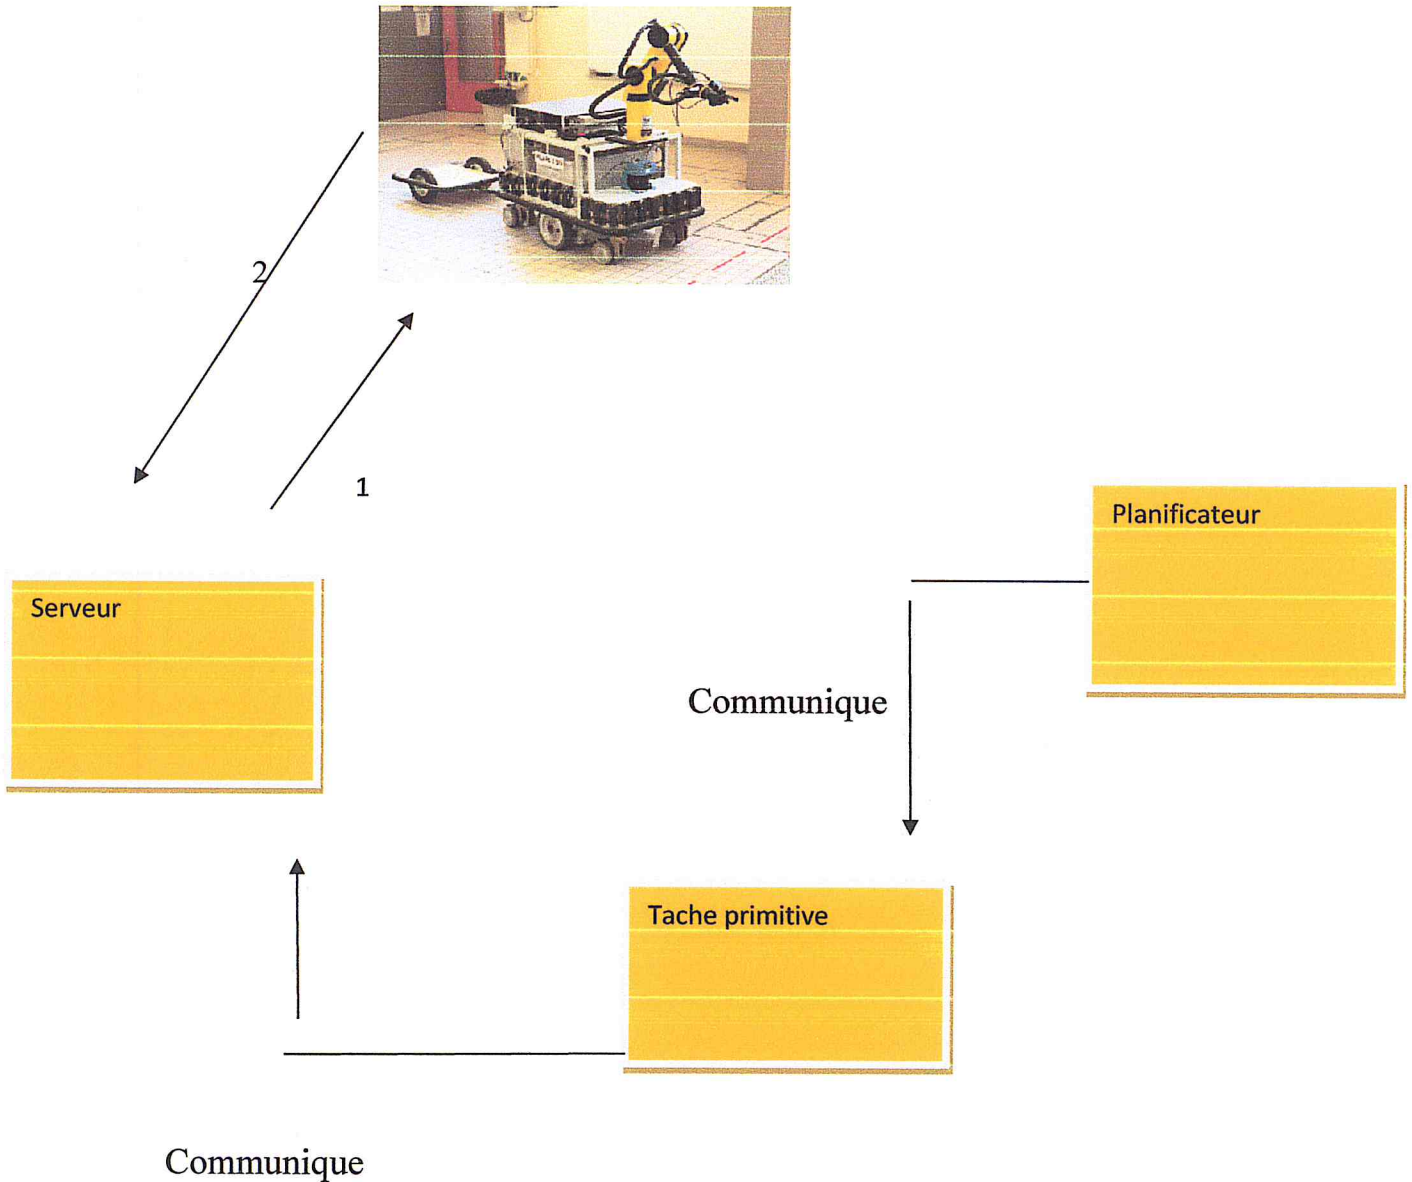 2
1
Planificateur
Serveur
Communique
Tache primitive
Communique